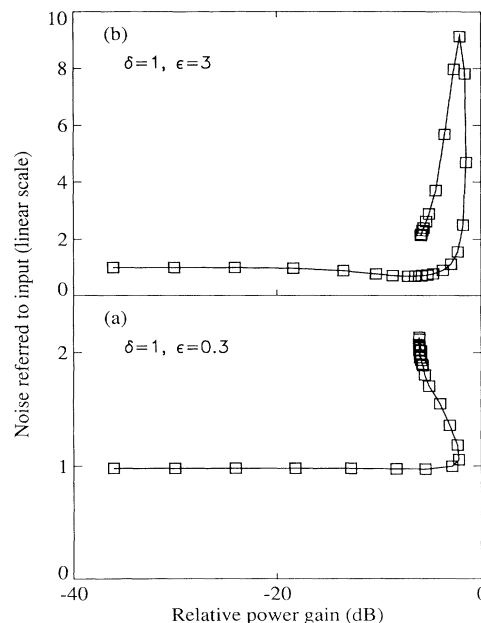 10
(b)
δ=1, ϵ=3
8
6
4
2
0
(a)
δ=1, ϵ=0.3
2
1
0
-40
-20
0
Relative power gain (dB)
Noise referred to input (linear scale)